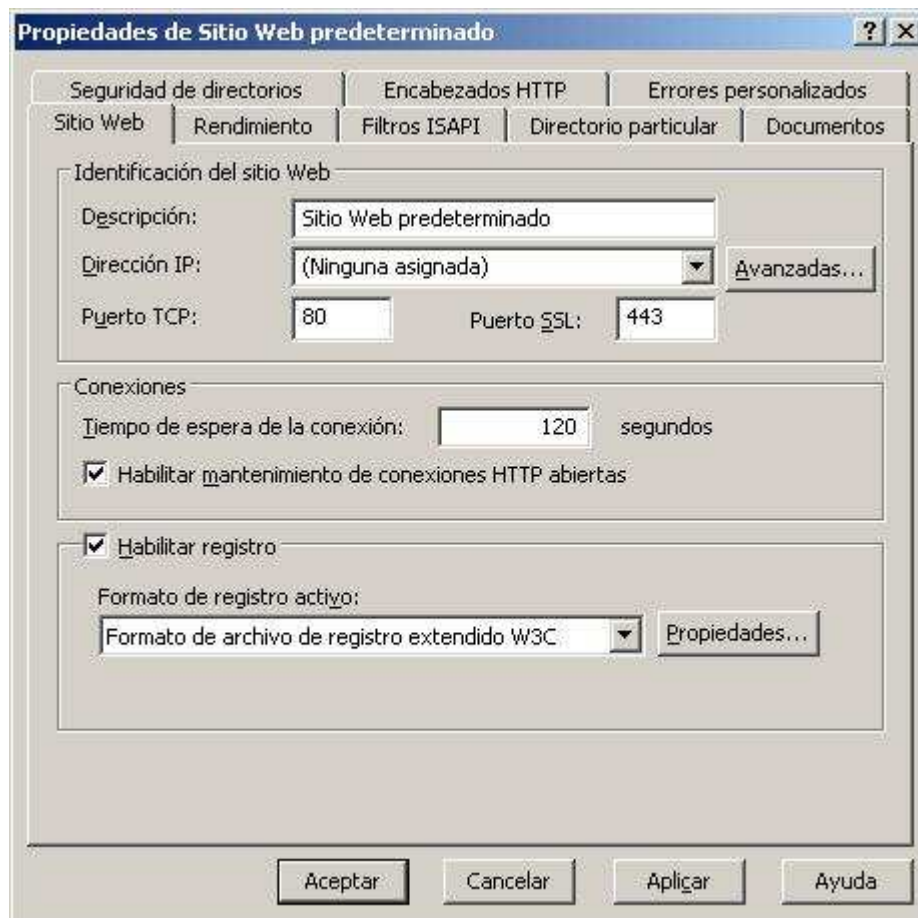 Propiedades de Sitio Web predeterminado
Seguridad de directorios Encabezados HTTP Errores personalizados
Sitio Web Rendimiento Filtros ISAPI Directorio particular Documentos
Identificación del sitio Web
Descripción: Sitio Web predeterminado
Dirección IP: (Ninguna asignada) Avanzadas...
Puerto TCP: 80 Puerto SSL: 443
Conexiones
Tiempo de espera de la conexión: 120 segundos
Habilitar mantenimiento de conexiones HTTP abiertas
Habilitar registro
Formato de registro activo:
Formato de archivo de registro extendido W3C Propiedades...
Aceptar Cancelar Aplicar Ayuda